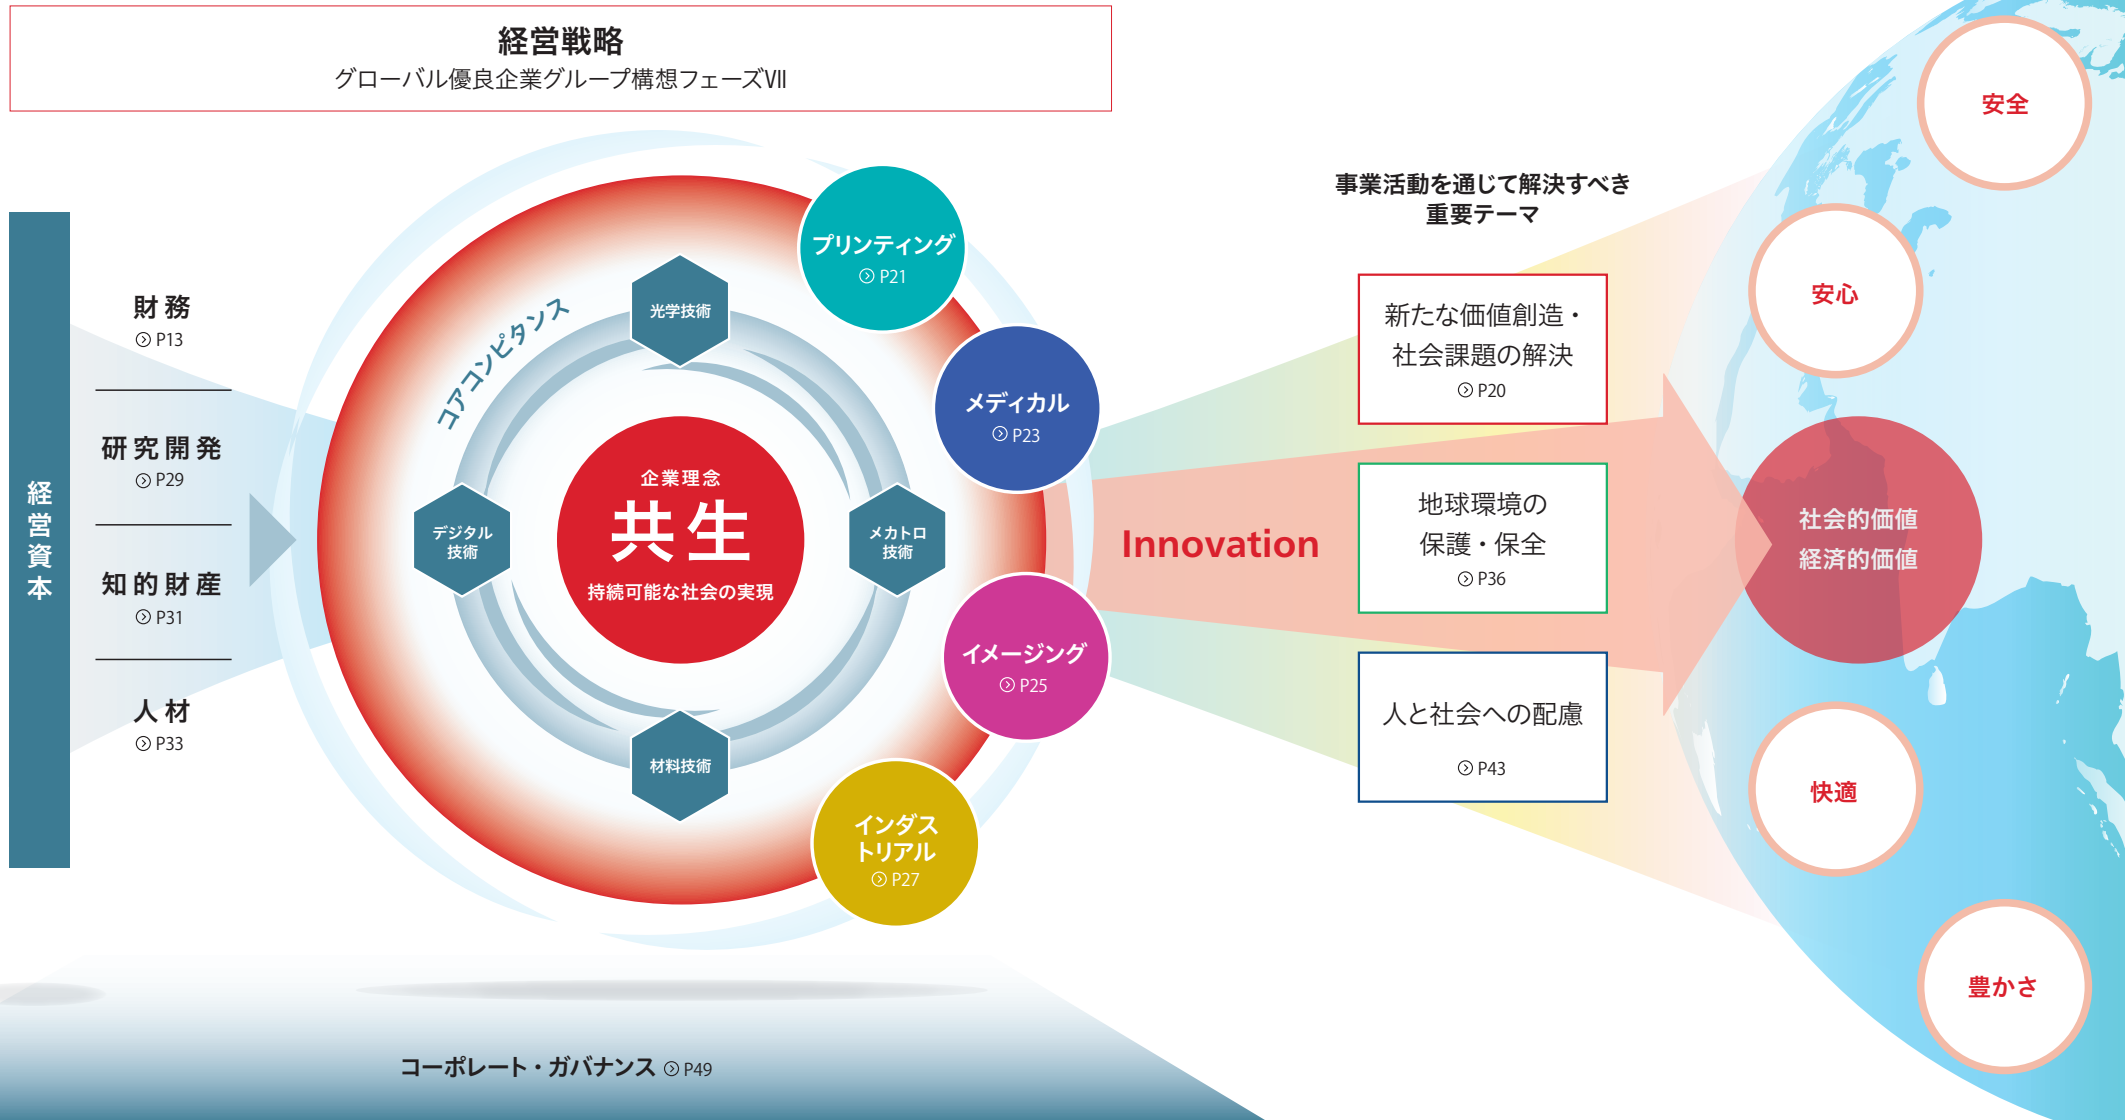 経営戦略
グローバル優良企業グループ構想フェーズⅦ
経営資本
財務
P13
研究開発
P29
知的財産
P31
人材
P33
コアコンピタンス
光学技術
デジタル
技術
メカトロ
技術
材料技術
企業理念
共生
持続可能な社会の実現
プリンティング
P21
メディカル
P23
イメージング
P25
インダス
トリアル
P27
Innovation
事業活動を通じて解決すべき
重要テーマ
新たな価値創造・
社会課題の解決
P20
地球環境の
保護・保全
P36
人と社会への配慮
P43
安全
安心
社会的価値
経済的価値
快適
豊かさ
コーポレート・ガバナンス P49